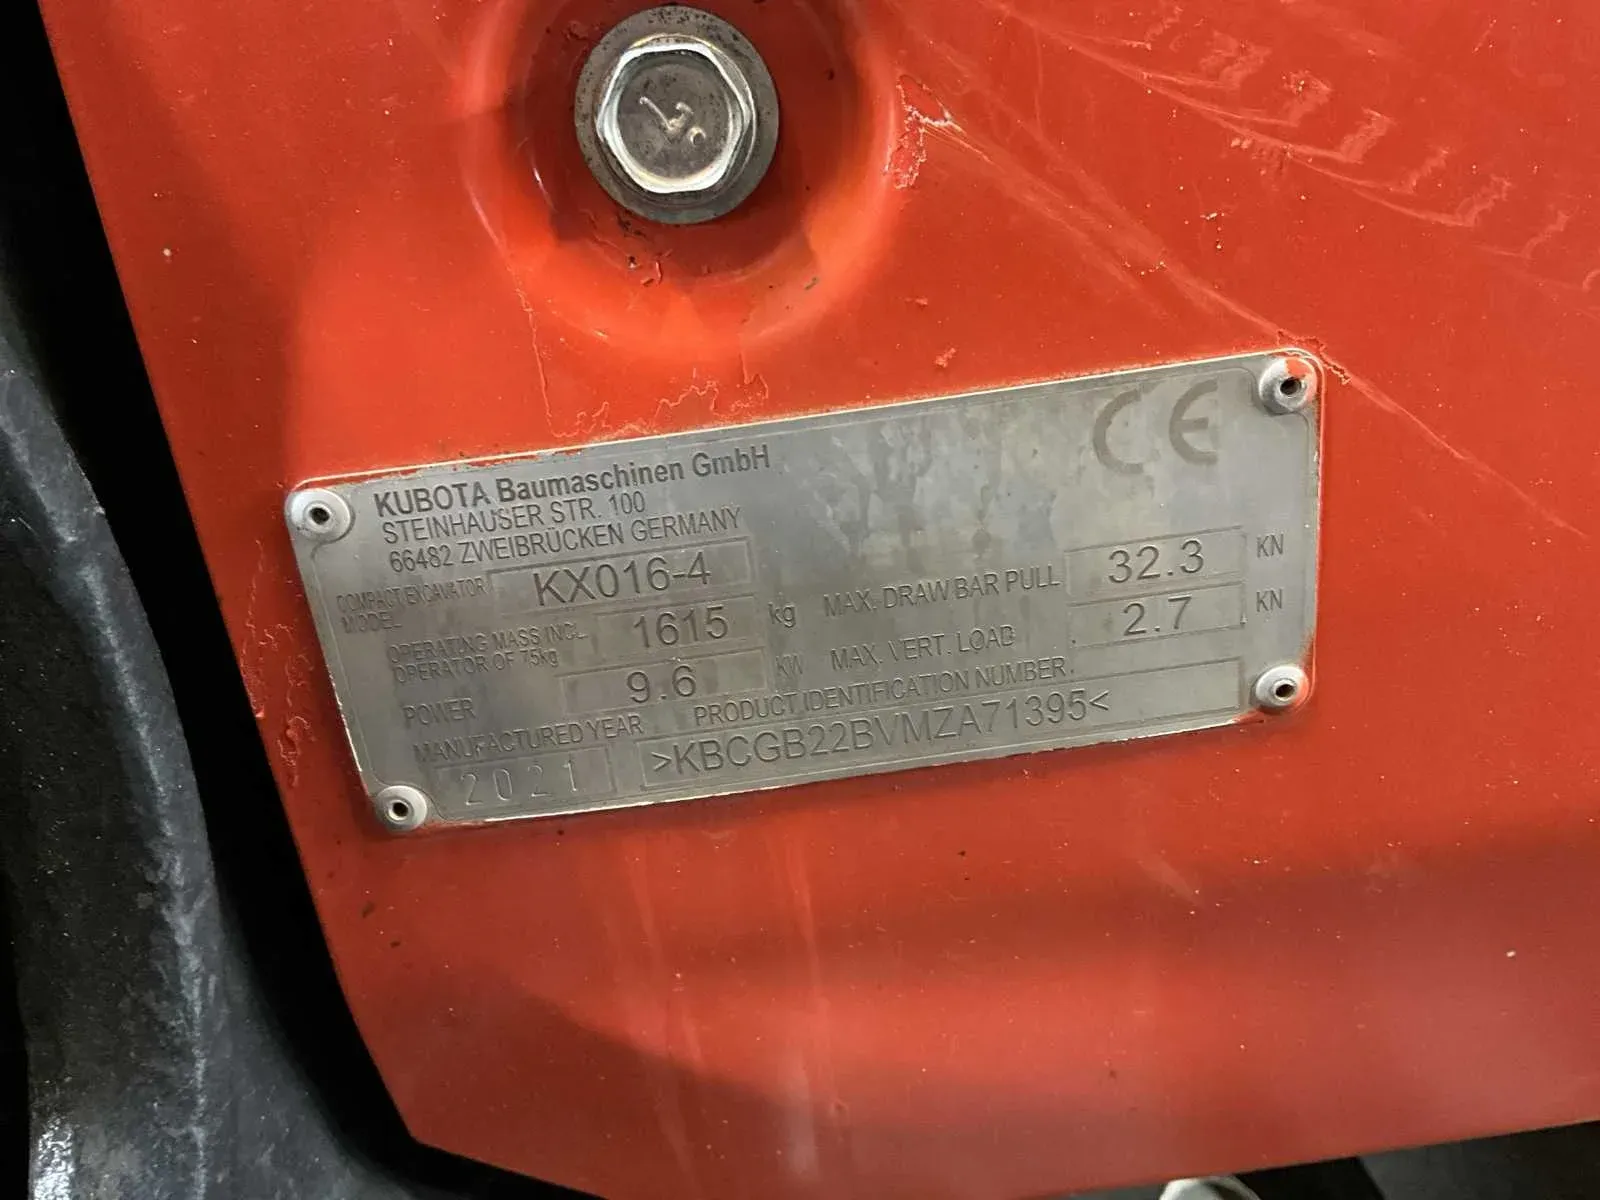 KUBOTA Baumaschinen GmbH
STEINHAUSER STR. 100
66482 ZWEIBRÜCKEN GERMANY
CE
COMPACT EXCAVATOR
MODEL
KX016-4
OPERATING MASS INCL.
OPERATOR OF 75kg
1615 kg
POWER 9.6 KW
MAX. DRAW BAR PULL 32.3 KN
MAX. VERT. LOAD 2.7 KN
MANUFACTURED YEAR
2021
PRODUCT IDENTIFICATION NUMBER.
>KBCGB22BVMZA71395<